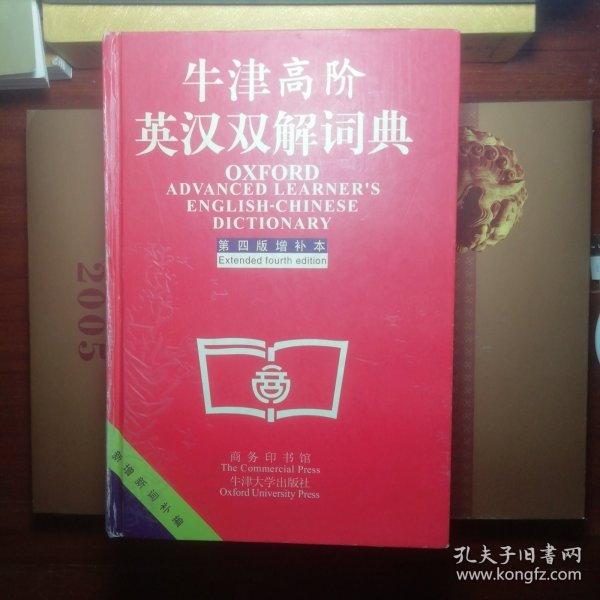 牛津高阶
英汉双解词典
OXFORD
ADVANCED LEARNER'S
ENGLISH-CHINESE
DICTIONARY
第四版增补本
Extended fourth edition
商
商务印书馆
The Commercial Press
牛津大学出版社
Oxford University Press
新增新词补编
2005
孔夫子旧书网
www.kongfz.com